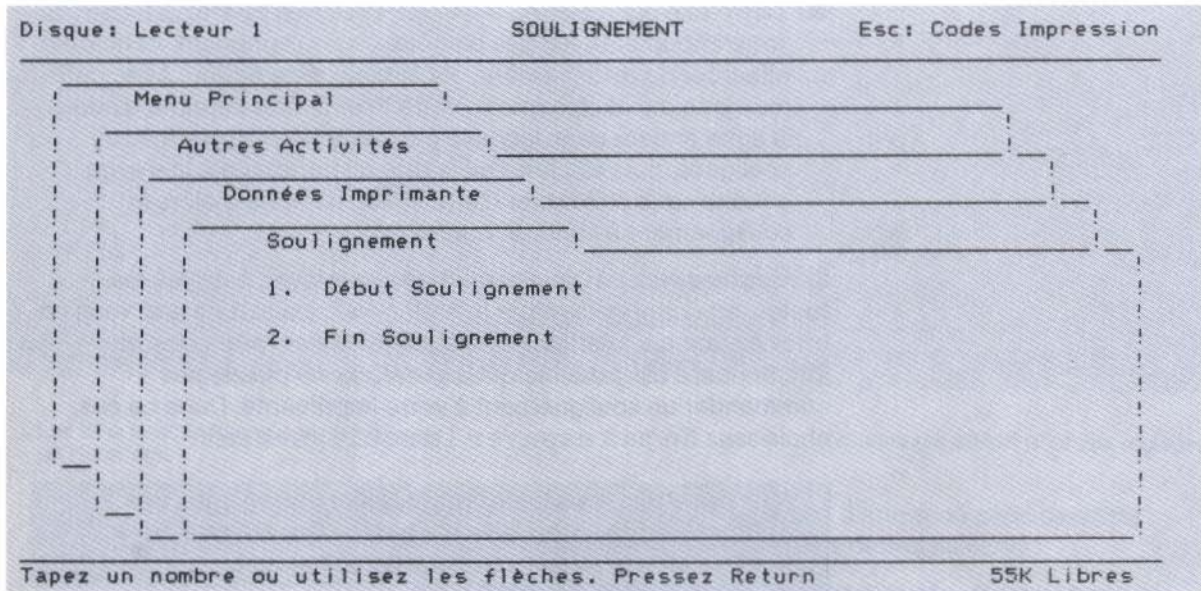 Disque: Lecteur 1 SOULIGNEMENT Esc: Codes Impression
Menu Principal
Autres Activités
Données Imprimante
Soulignement
1. Début Soulignement
2. Fin Soulignement
Tapez un nombre ou utilisez les flèches. Pressez Return 55K Libres